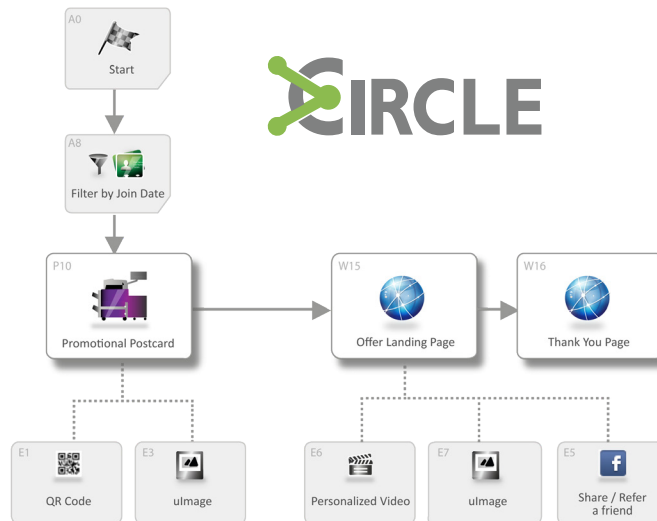 A0
Start
CIRCLE
A8
Filter by Join Date
P10
Promotional Postcard
W15
Offer Landing Page
W16
Thank You Page
E1
QR Code
E3
uImage
E6
Personalized Video
E7
uImage
E5
Share / Refer
a friend